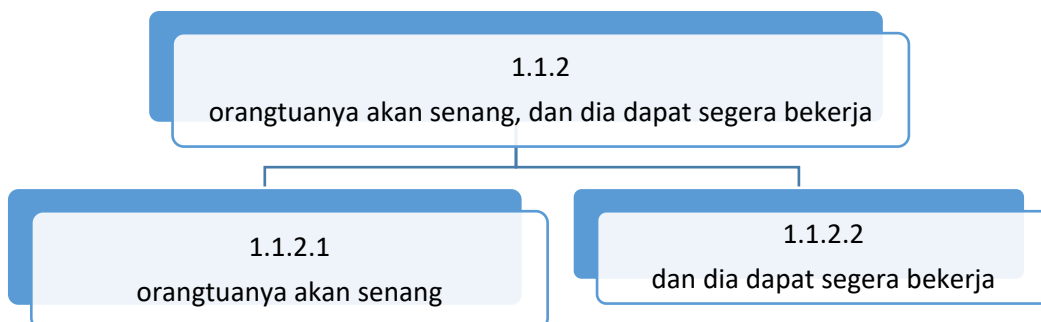 1.1.2
orangtuanya akan senang, dan dia dapat segera bekerja
1.1.2.1
orangtuanya akan senang
1.1.2.2
dan dia dapat segera bekerja